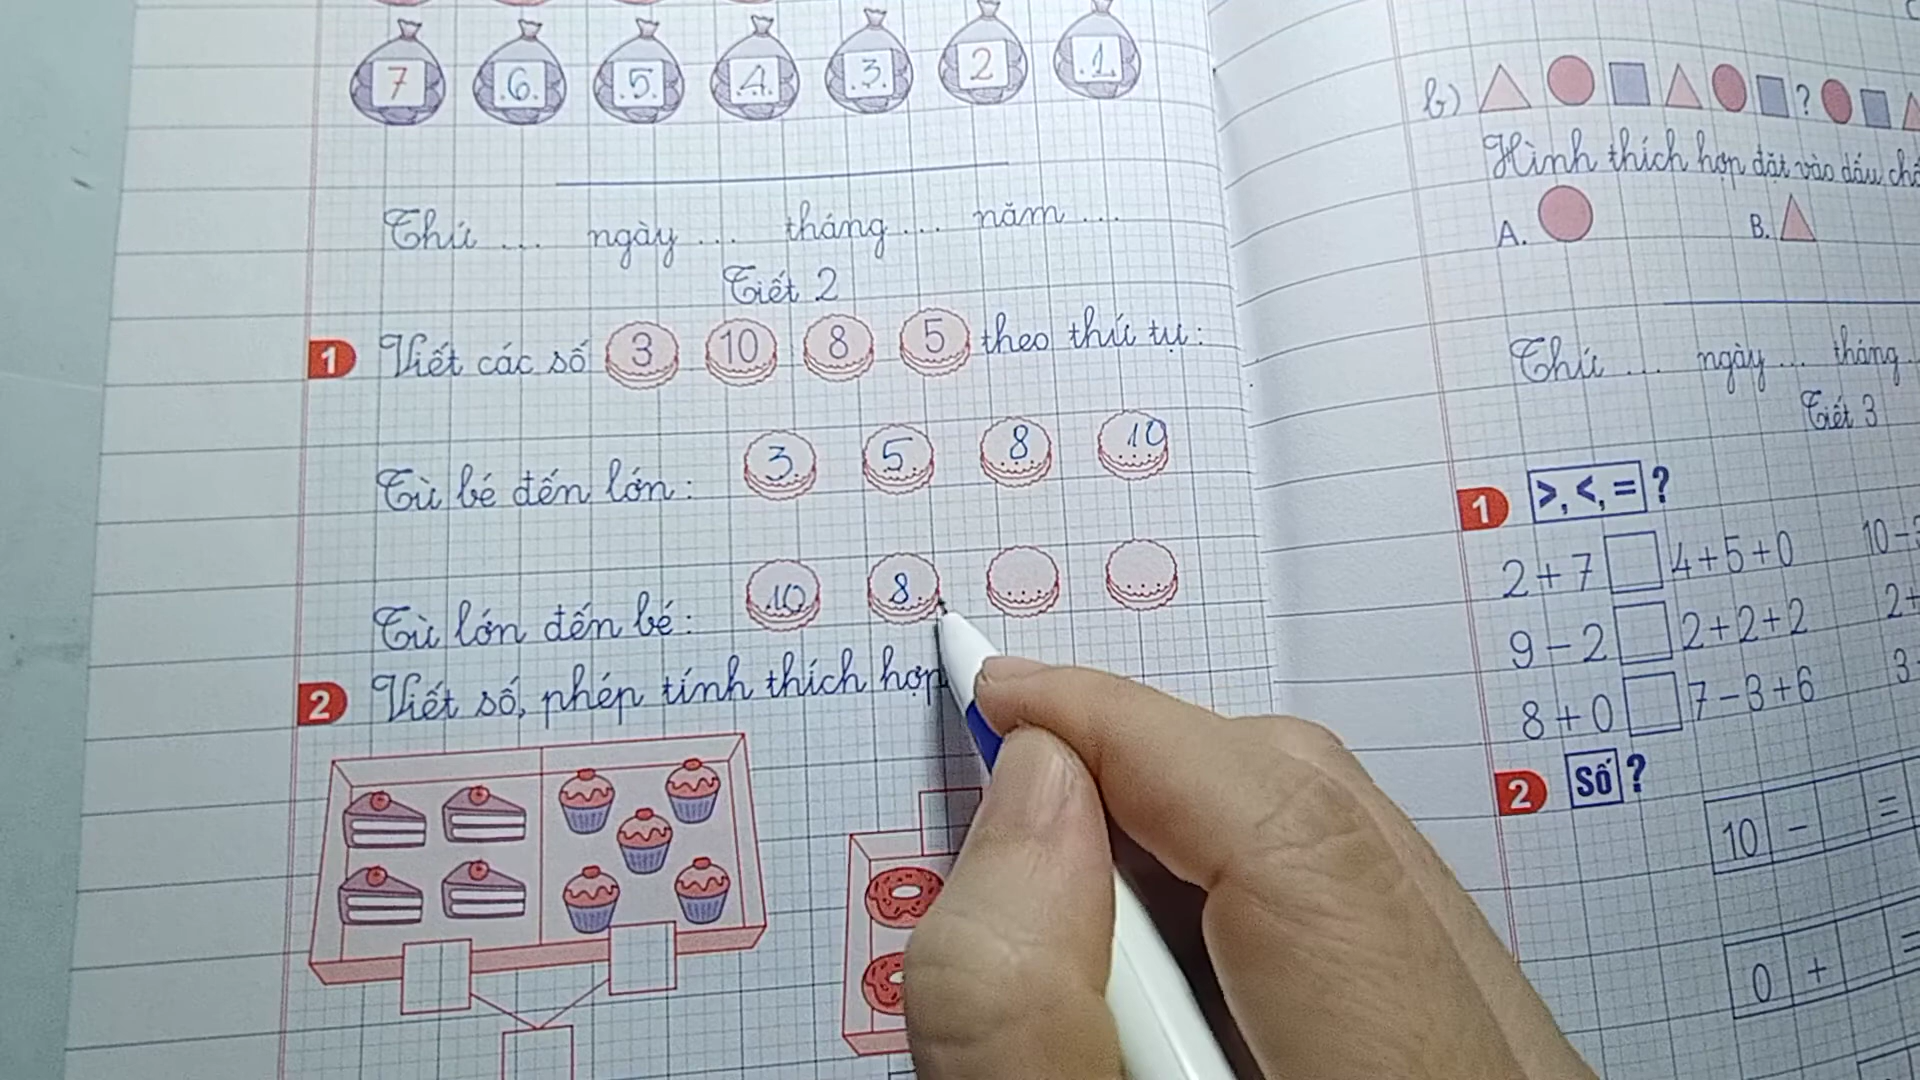 7 .6. .5. .4. .3. 2 .1.
Thứ ... ngày ... tháng ... năm ...
Tiết 2
1 Viết các số 3 10 8 5 theo thứ tự:
Từ bé đến lớn: 3 5 8 10
Từ lớn đến bé: 10 8 ... ...
2 Viết số, phép tính thích hợp
b) ?
Hình thích hợp đặt vào dấu
A. B.
Thứ ... ngày ... tháng
Tiết 3
1 >, <, = ?
2 + 7 4 + 5 + 0 10 -
9 - 2 2 + 2 + 2 2 +
8 + 0 7 - 3 + 6 3
2 Số ?
10 - =
0 + =